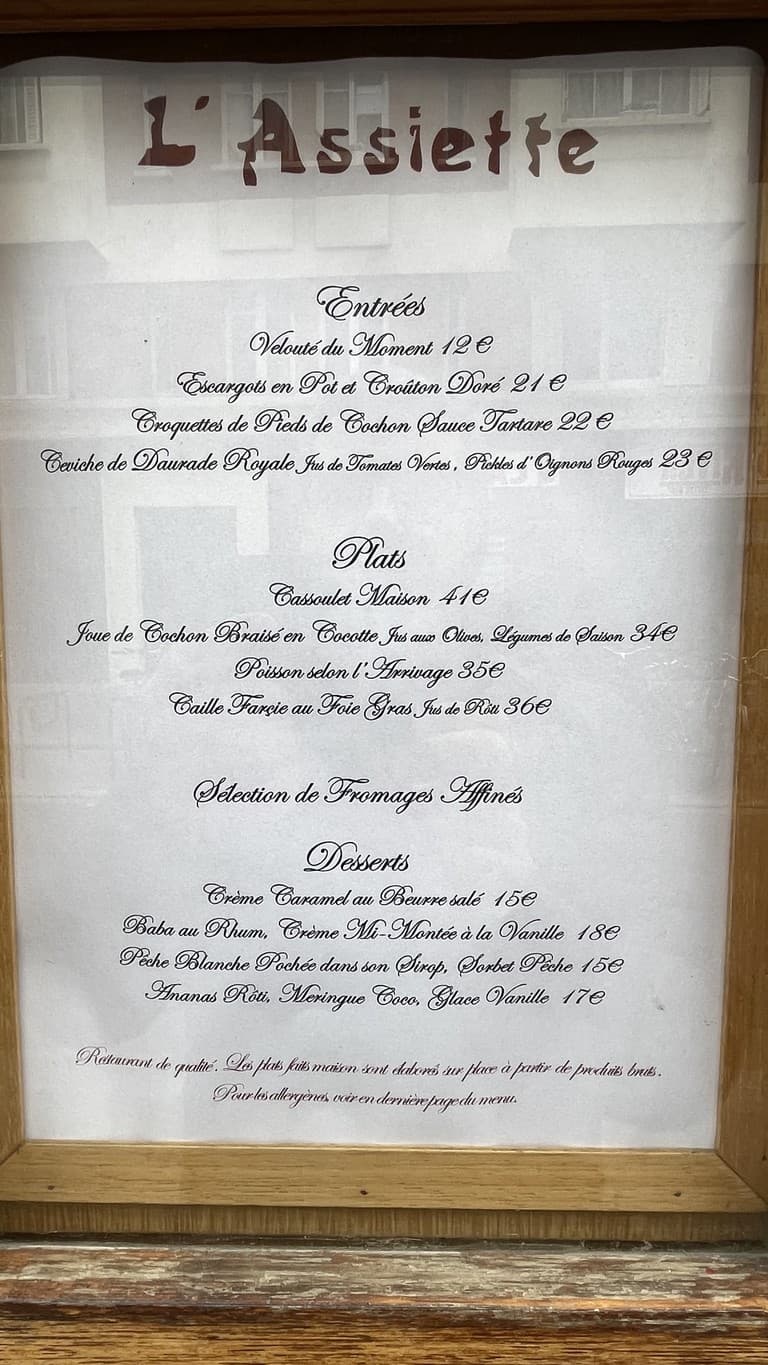 L'Assiette
Entrées
Velouté du Moment 12€
Escargots en Pot et Croûton Doré 21€
Croquettes de Pieds de Cochon Sauce Tartare 22€
Ceviche de Daurade Royale Jus de Tomates Vertes, Pickles d'Oignons Rouges 23€
Plats
Cassoulet Maison 41€
Joue de Cochon Braisé en Cocotte Jus aux Olives, Légumes de Saison 34€
Poisson selon l'Arrivage 35€
Caille Farçie au Foie Gras Jus de Rôti 36€
Sélection de Fromages Affinés
Desserts
Crème Caramel au Beurre salé 15€
Baba au Rhum, Crème Mi-Montée à la Vanille 18€
Pêche Blanche Pochée dans son Sirop, Sorbet Pêche 15€
Ananas Rôti, Meringue Coco, Glace Vanille 17€
Restaurant de qualité. Les plats faits maison sont elaborés sur place à partir de produits bruts.
Pour les allergènes, voir en dernière page du menu.